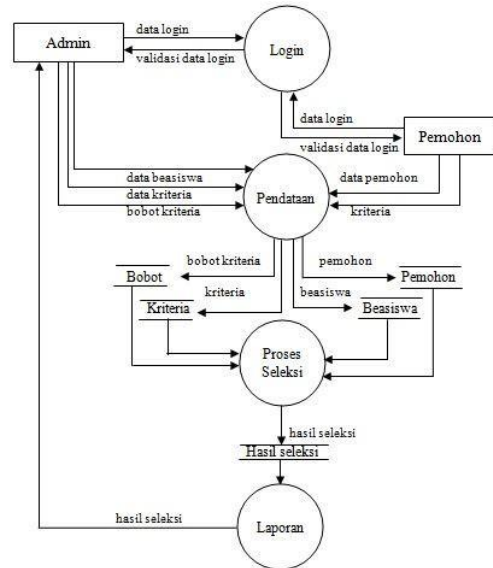 data login
Admin
validasi data login
Login
data login
validasi data login
Pemohon
data beasiswa
data kriteria
bobot kriteria
data pemohon
kriteria
Pendataan
bobot kriteria
pemohon
Bobot
Pemohon
kriteria
beasiswa
Kriteria
Beasiswa
Proses
Seleksi
hasil seleksi
Hasil seleksi
hasil seleksi
Laporan